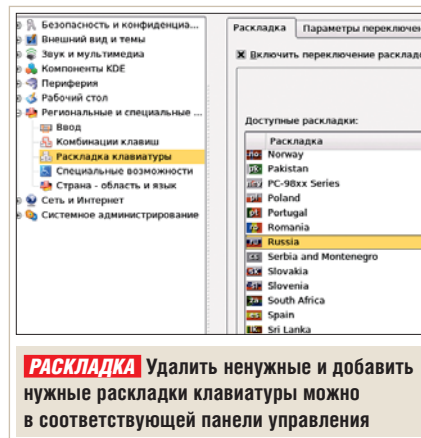 Безопасность и конфиденциа...
Внешний вид и темы
Звук и мультимедиа
Компоненты KDE
Периферия
Рабочий стол
Региональные и специальные ...
Ввод
Комбинации клавиш
Раскладка клавиатуры
Специальные возможности
Страна - область и язык
Сеть и Интернет
Системное администрирование
Раскладка Параметры переключен
Включить переключение расклад
Доступные раскладки:
Раскладка
Norway
Pakistan
PC-98xx Series
Poland
Portugal
Romania
Russia
Serbia and Montenegro
Slovakia
Slovenia
South Africa
Spain
Sri Lanka
РАСКЛАДКА Удалить ненужные и добавить
нужные раскладки клавиатуры можно
в соответствующей панели управления